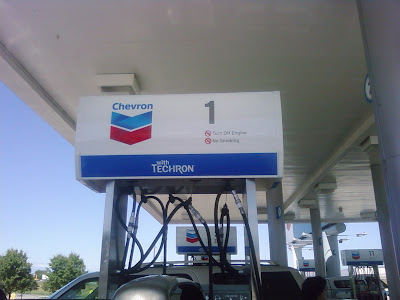 Chevron
1
Turn Off Engine
No Smoking
with
TECHRON